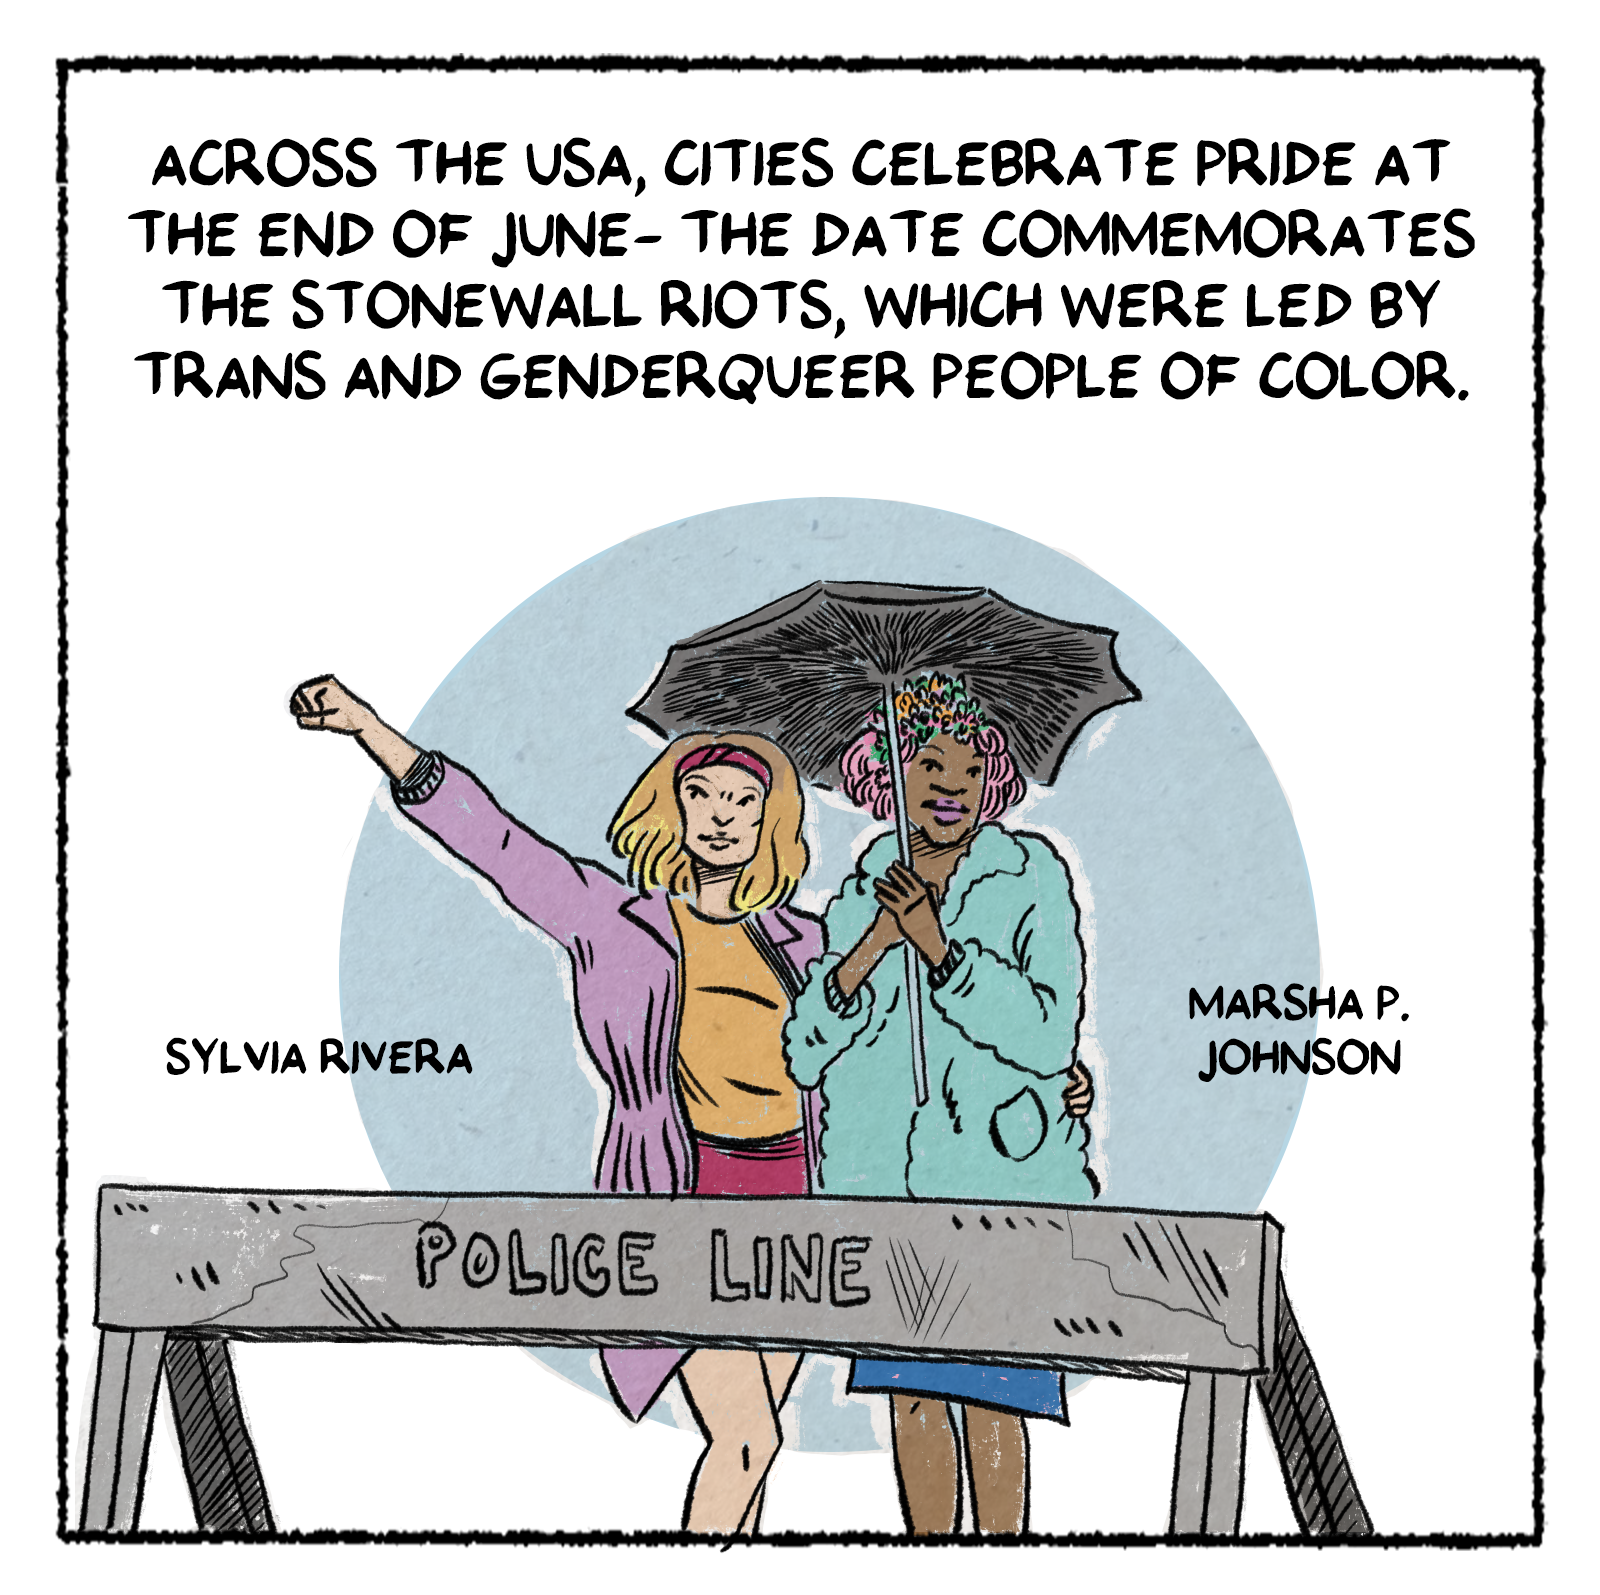 ACROSS THE USA, CITIES CELEBRATE PRIDE AT
THE END OF JUNE- THE DATE COMMEMORATES
THE STONEWALL RIOTS, WHICH WERE LED BY
TRANS AND GENDERQUEER PEOPLE OF COLOR.
SYLVIA RIVERA
MARSHA P.
JOHNSON
POLICE LINE